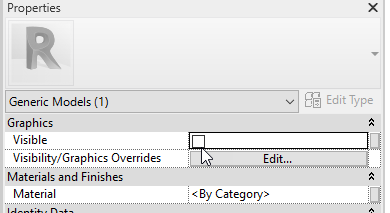 Properties
R
Generic Models (1)
Edit Type
Graphics
Visible
Visibility/Graphics Overrides
Edit...
Materials and Finishes
Material
<By Category>
Identity Data